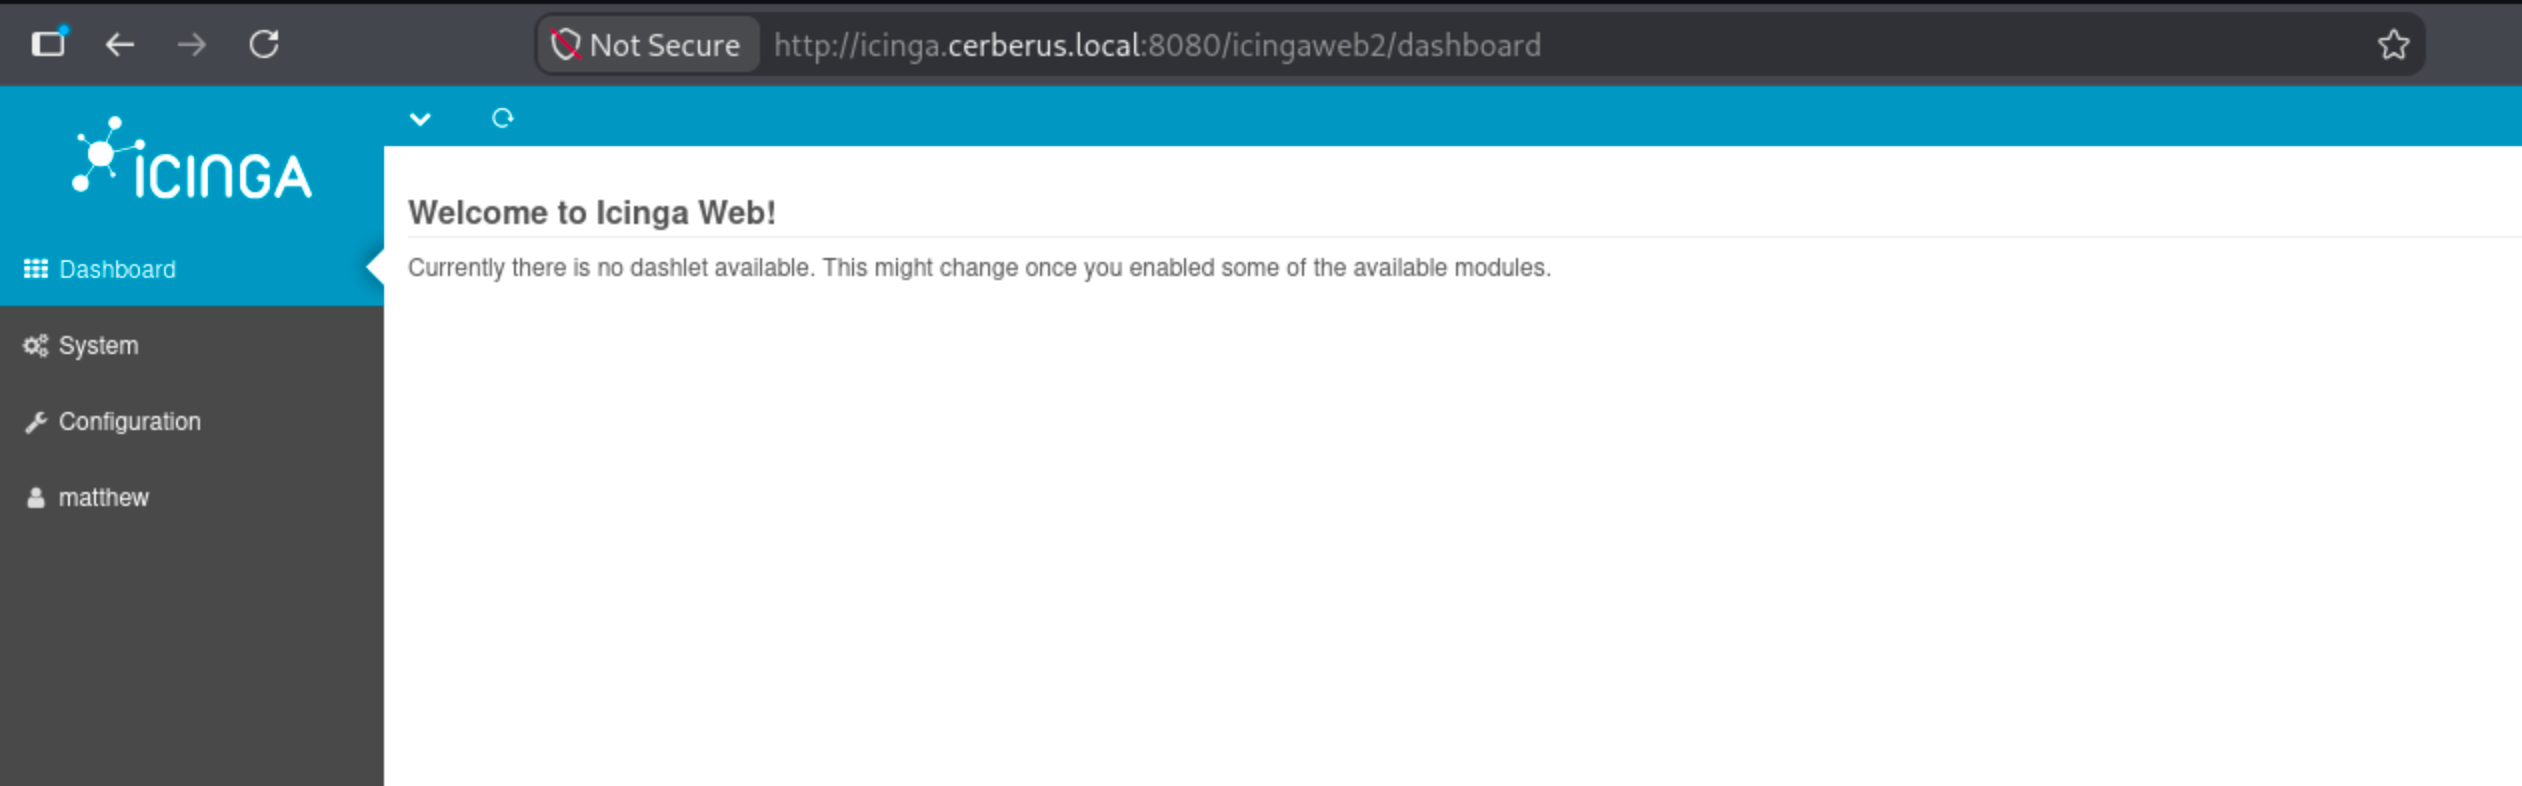 Not Secure http://icinga.cerberus.local:8080/icingaweb2/dashboard
ICINGA
Welcome to Icinga Web!
Currently there is no dashlet available. This might change once you enabled some of the available modules.
Dashboard
System
Configuration
matthew